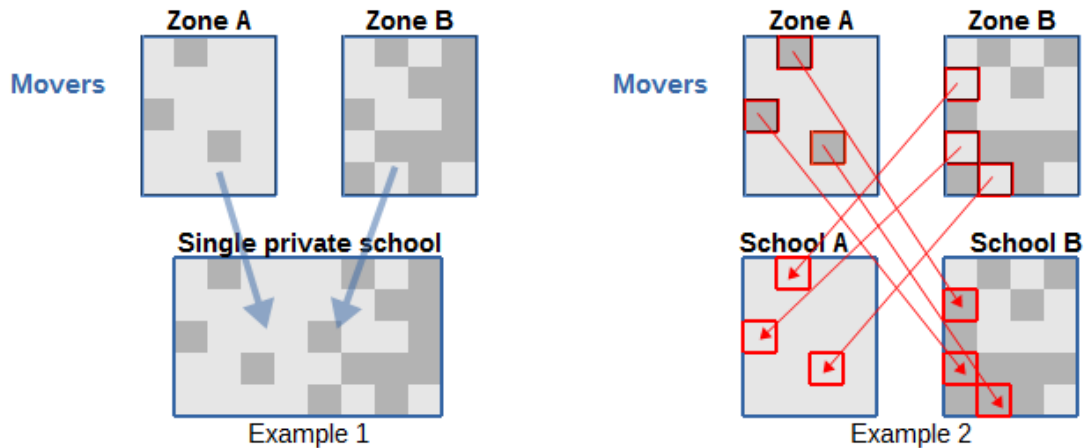 Zone A
Zone B
Movers
Single private school
Example 1
Zone A
Zone B
Movers
School A
School B
Example 2